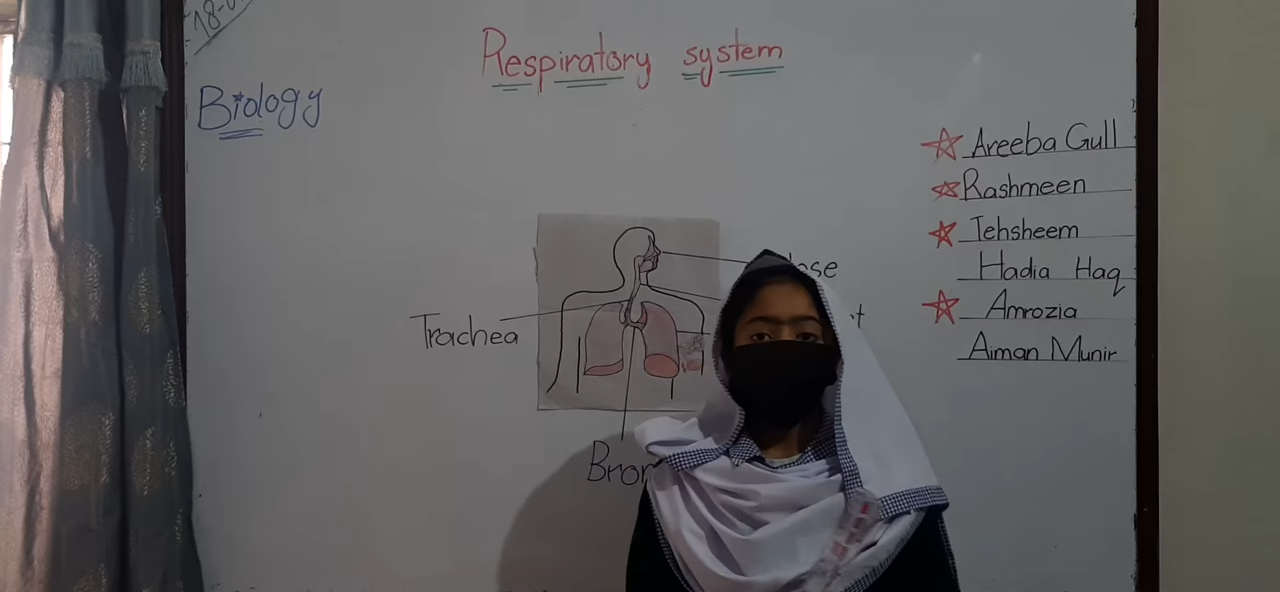 Respiratory system
Biology
Areeba Gull
Rashmeen
Tehsheem
Hadia Haq
Amrozia
Aiman Munir
Trachea